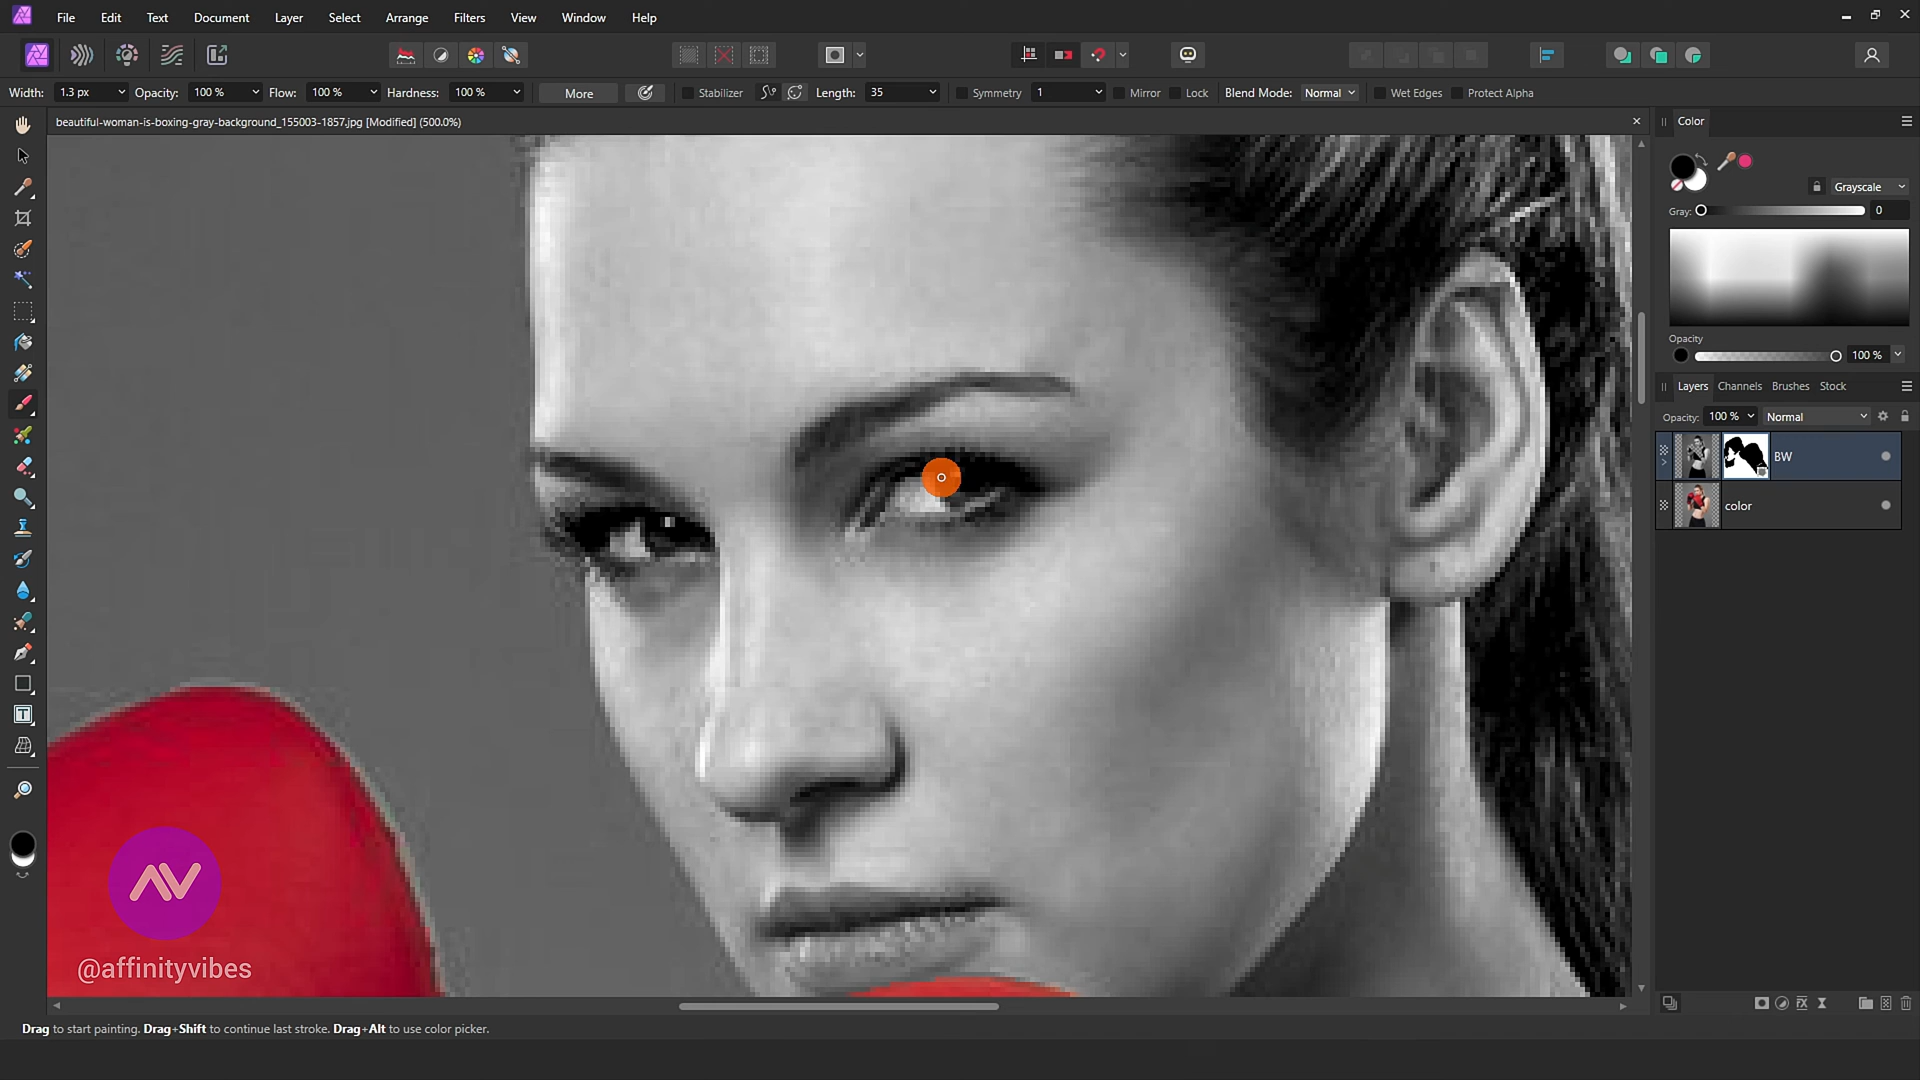 File Edit Text Document Layer Select Arrange Filters View Window Help
Width: 1.3 px Opacity: 100 % Flow: 100 % Hardness: 100 % More Stabilizer Length: 35 Symmetry 1 Mirror Lock Blend Mode: Normal Wet Edges Protect Alpha
beautiful-woman-is-boxing-gray-background_155003-1857.jpg [Modified] (500.0%)
Color
Grayscale
Gray: 0
Opacity
100 %
Layers Channels Brushes Stock
Opacity: 100 % Normal
BW
color
@affinityvibes
Drag to start painting. Drag+Shift to continue last stroke. Drag+Alt to use color picker.